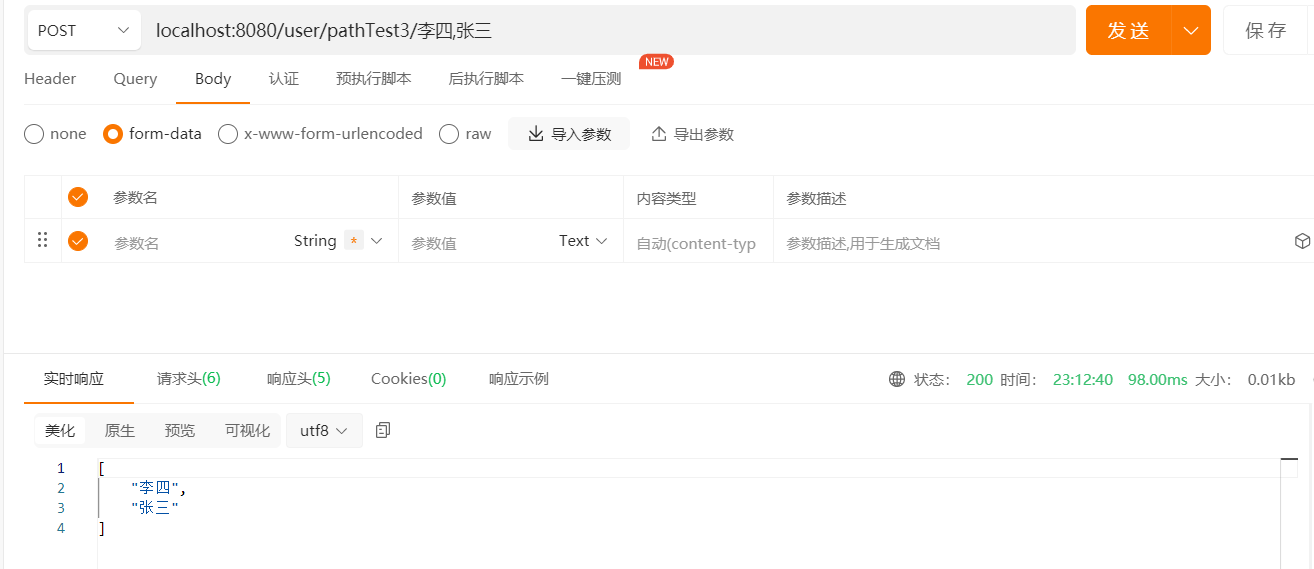 POST localhost:8080/user/pathTest3/李四,张三 发送 保存
Header Query Body 认证 预执行脚本 后执行脚本 一键压测 NEW
none form-data x-www-form-urlencoded raw 导入参数 导出参数
参数名 参数值 内容类型 参数描述
参数名 String * 参数值 Text 自动(content-typ 参数描述,用于生成文档
实时响应 请求头(6) 响应头(5) Cookies(0) 响应示例 状态: 200 时间: 23:12:40 98.00ms 大小: 0.01kb
美化 原生 预览 可视化 utf8
1 [
2 "李四",
3 "张三"
4 ]